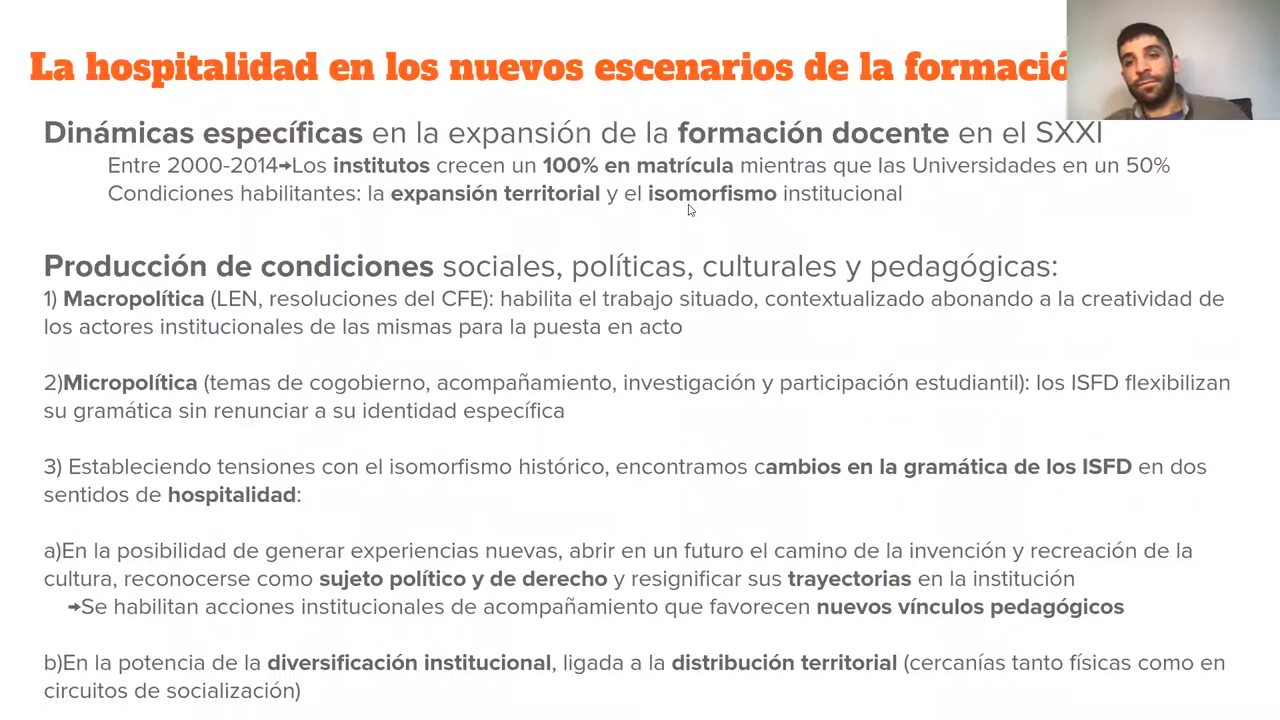 La hospitalidad en los nuevos escenarios de la formació
Dinámicas específicas en la expansión de la formación docente en el SXXI
Entre 2000-2014→Los institutos crecen un 100% en matrícula mientras que las Universidades en un 50%
Condiciones habilitantes: la expansión territorial y el isomorfismo institucional
Producción de condiciones sociales, políticas, culturales y pedagógicas:
1) Macropolítica (LEN, resoluciones del CFE): habilita el trabajo situado, contextualizado abonando a la creatividad de
los actores institucionales de las mismas para la puesta en acto
2)Micropolítica (temas de cogobierno, acompañamiento, investigación y participación estudiantil): los ISFD flexibilizan
su gramática sin renunciar a su identidad específica
3) Estableciendo tensiones con el isomorfismo histórico, encontramos cambios en la gramática de los ISFD en dos
sentidos de hospitalidad:
a)En la posibilidad de generar experiencias nuevas, abrir en un futuro el camino de la invención y recreación de la
cultura, reconocerse como sujeto político y de derecho y resignificar sus trayectorias en la institución
→Se habilitan acciones institucionales de acompañamiento que favorecen nuevos vínculos pedagógicos
b)En la potencia de la diversificación institucional, ligada a la distribución territorial (cercanías tanto físicas como en
circuitos de socialización)